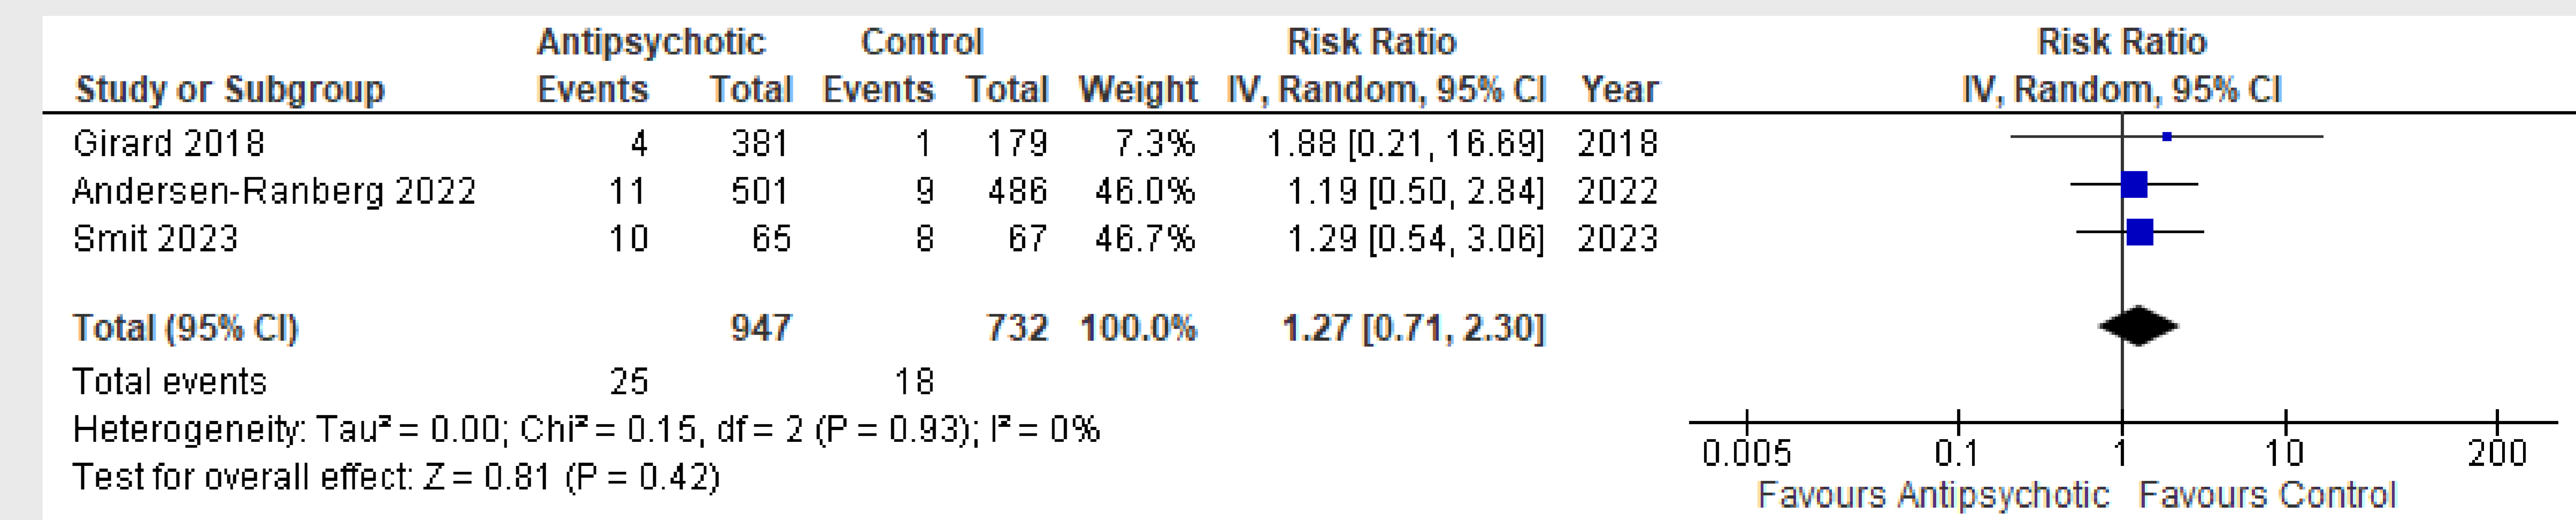 Antipsychotic Control Risk Ratio Risk Ratio
Study or Subgroup Events Total Events Total Weight IV, Random, 95% CI Year IV, Random, 95% CI
Girard 2018 4 381 1 179 7.3% 1.88 [0.21, 16.69] 2018
Andersen-Ranberg 2022 11 501 9 486 46.0% 1.19 [0.50, 2.84] 2022
Smit 2023 10 65 8 67 46.7% 1.29 [0.54, 3.06] 2023
Total (95% CI) 947 732 100.0% 1.27 [0.71, 2.30]
Total events 25 18
Heterogeneity: Tau² = 0.00; Chi² = 0.15, df = 2 (P = 0.93); I² = 0%
Test for overall effect: Z = 0.81 (P = 0.42)
0.005 0.1 1 10 200
Favours Antipsychotic Favours Control